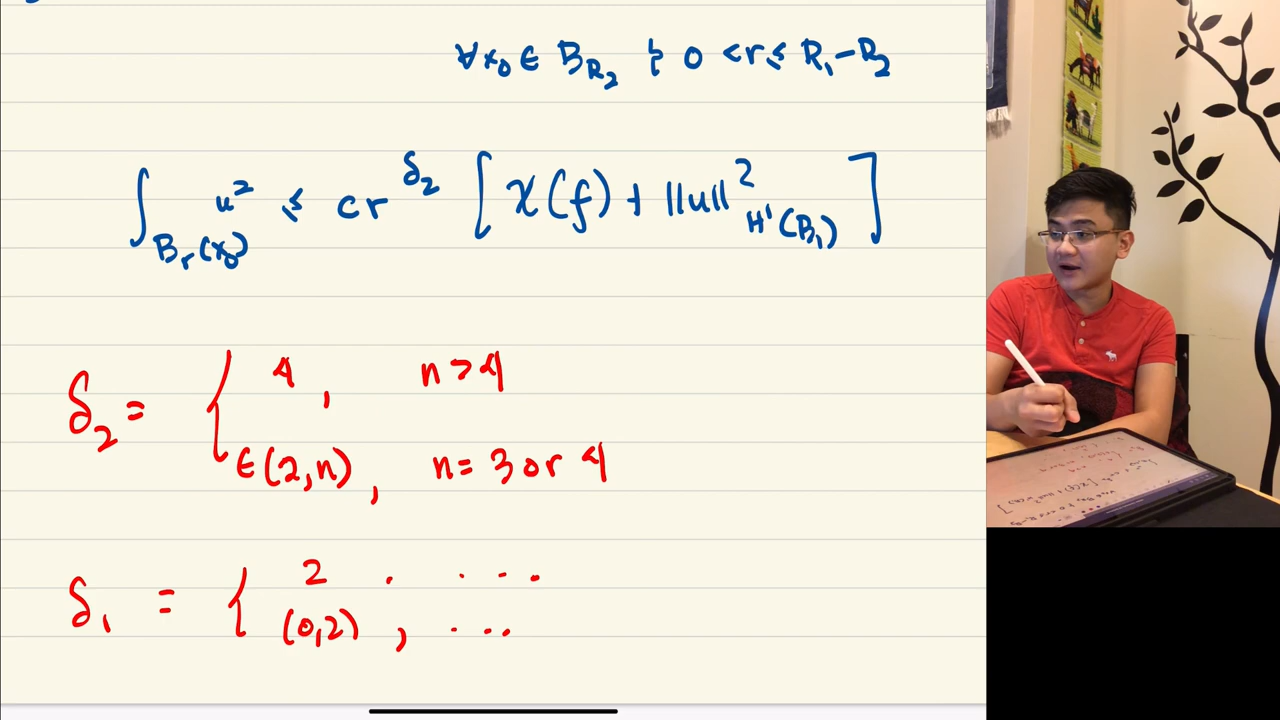 ∀x₀ ∈ B_{R₂} & 0 < r ≤ R₁ - R₂
∫_{B_r(x₀)} u² ≤ c r^{δ₂} [ χ(f) + ||u||²_{H¹(B₁)} ]
δ₂ = { 4, n > 4
∈ (2, n), n = 3 or 4
δ₁ = { 2 . . . .
(0, 2), . . .